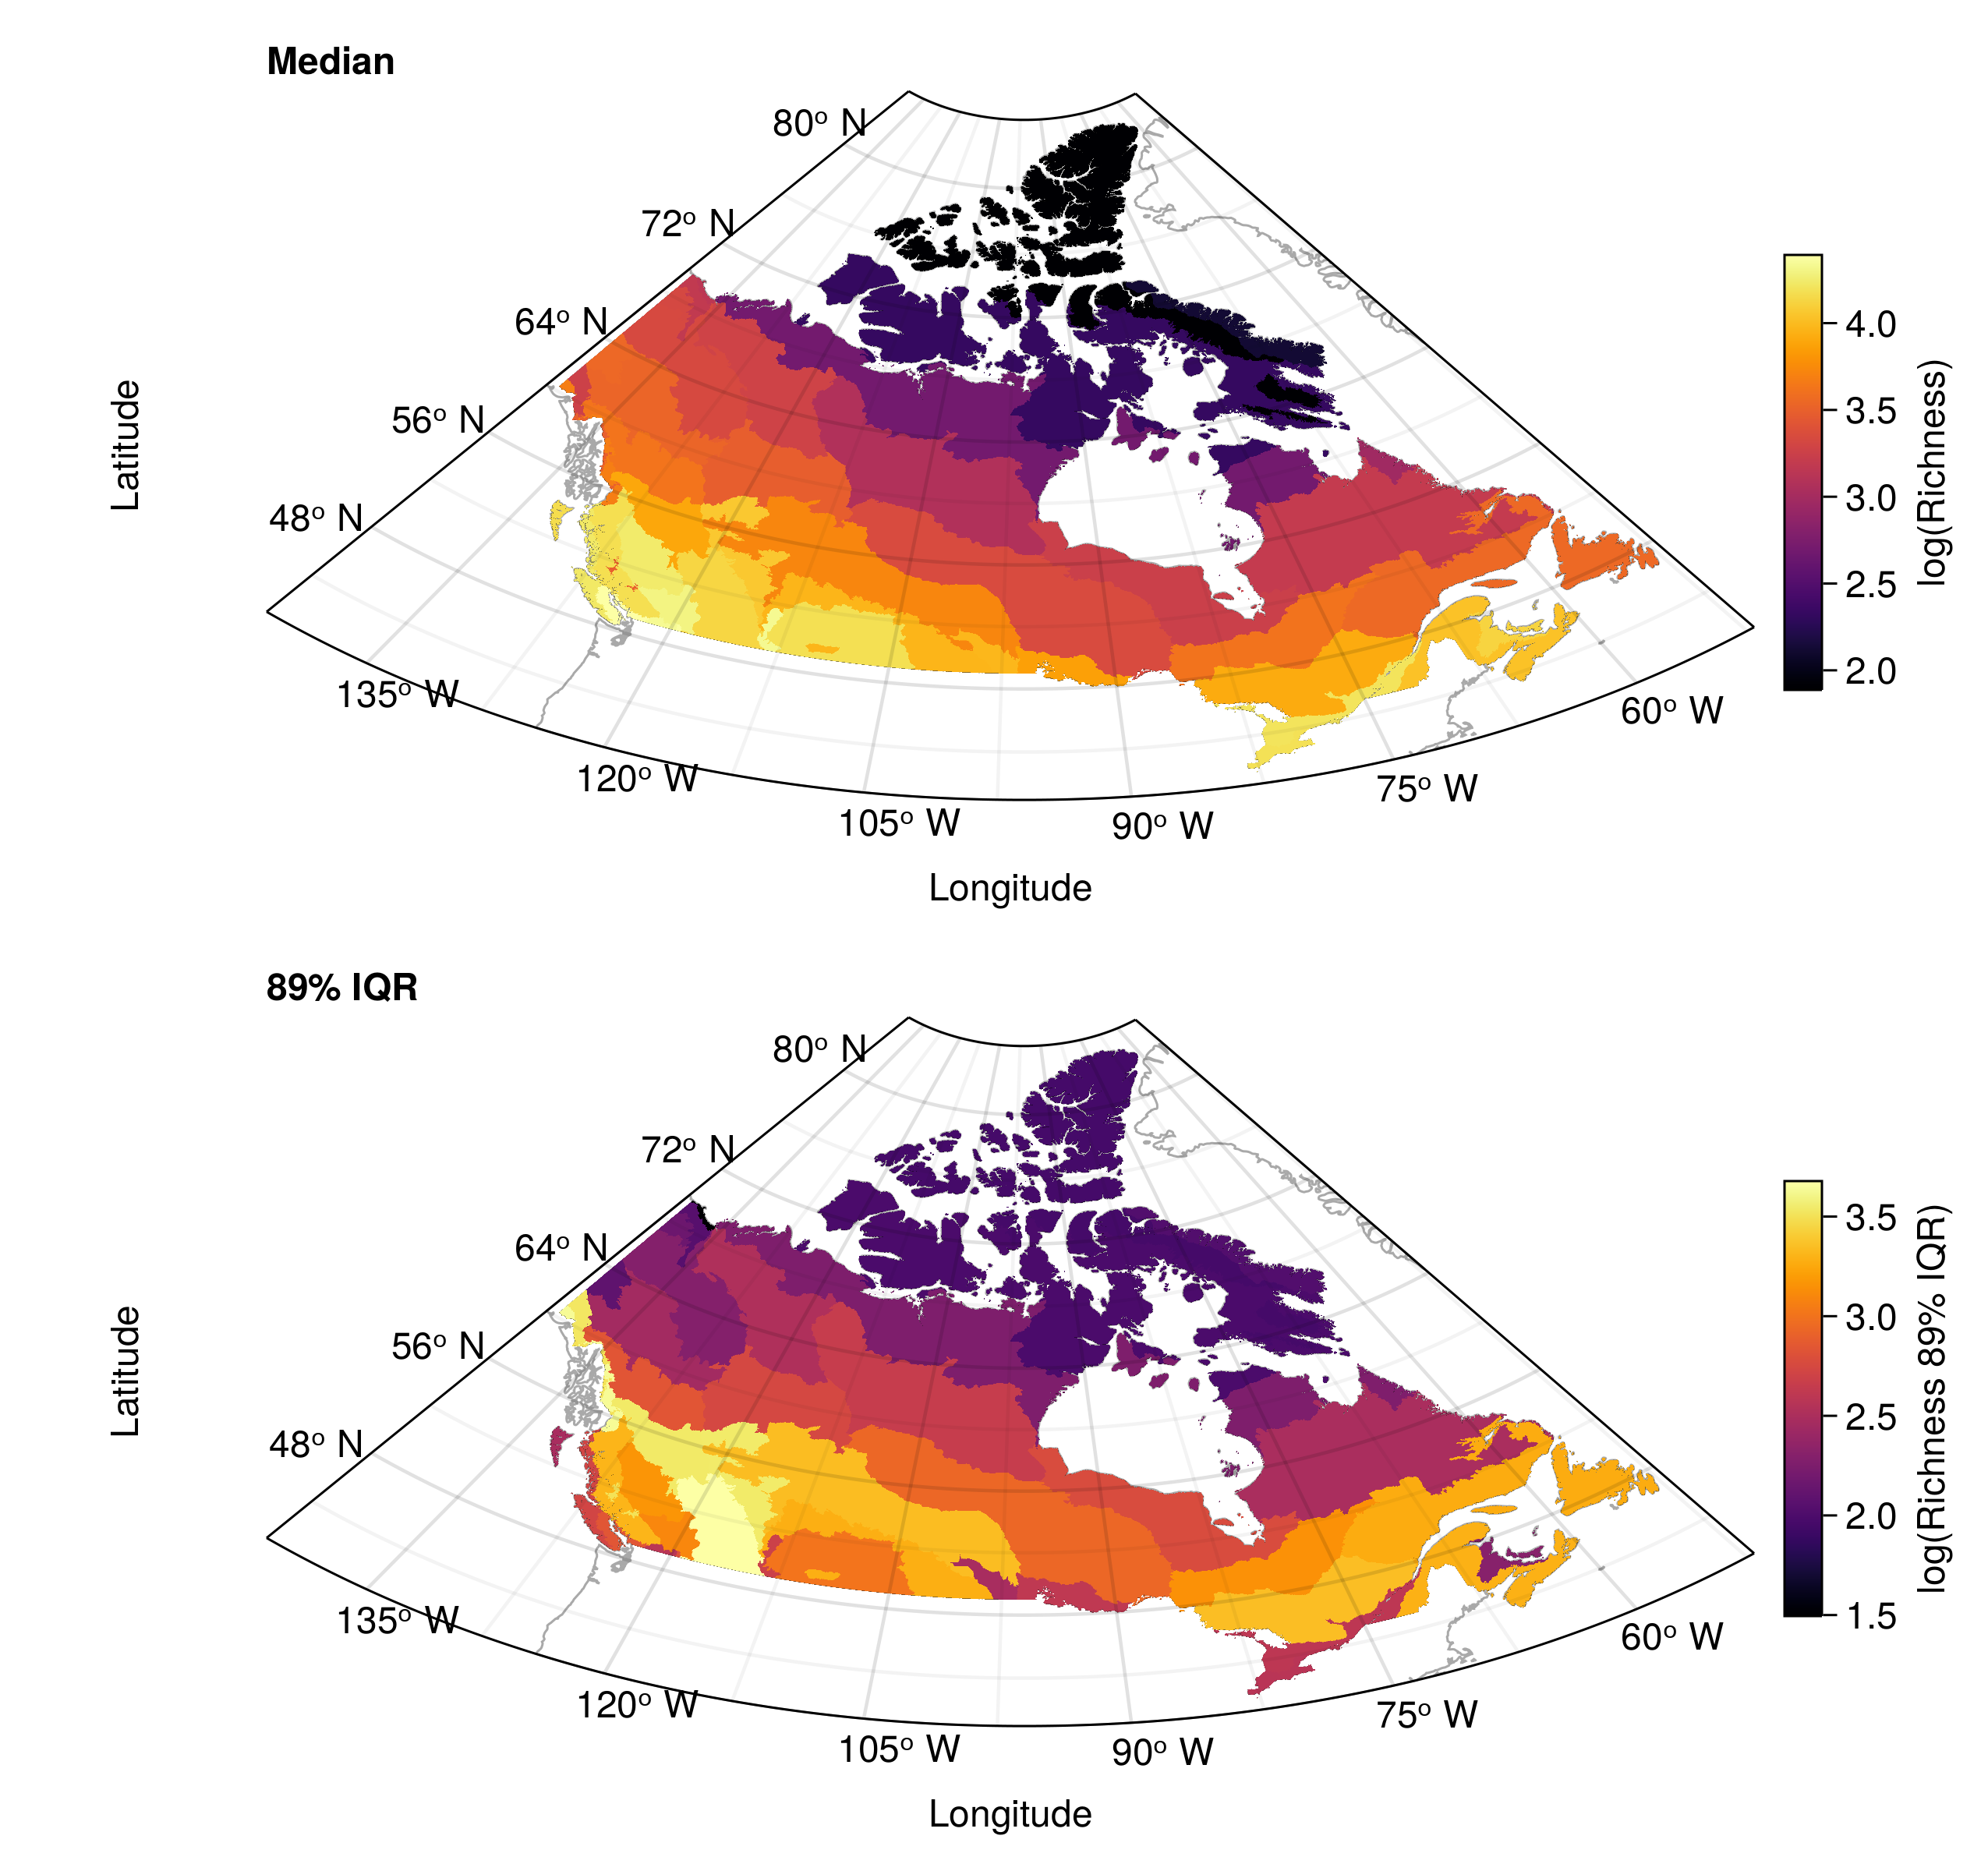 Median
80° N
72° N
64° N
56° N
48° N
135° W
120° W
105° W
90° W
75° W
60° W
Latitude
Longitude
4.0
3.5
3.0
2.5
2.0
log(Richness)
89% IQR
80° N
72° N
64° N
56° N
48° N
135° W
120° W
105° W
90° W
75° W
60° W
Latitude
Longitude
3.5
3.0
2.5
2.0
1.5
log(Richness 89% IQR)